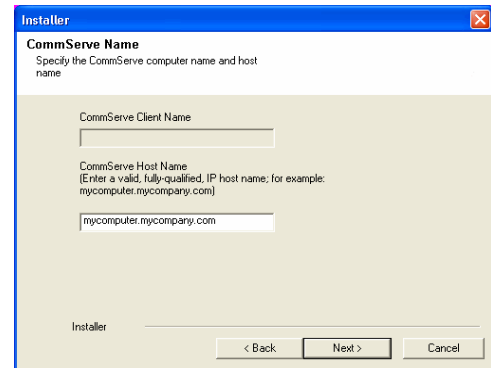 Installer
CommServe Name
Specify the CommServe computer name and host
name
CommServe Client Name
CommServe Host Name
(Enter a valid, fully-qualified, IP host name; for example:
mycomputer.mycompany.com)
mycomputer.mycompany.com
Installer
< Back Next > Cancel